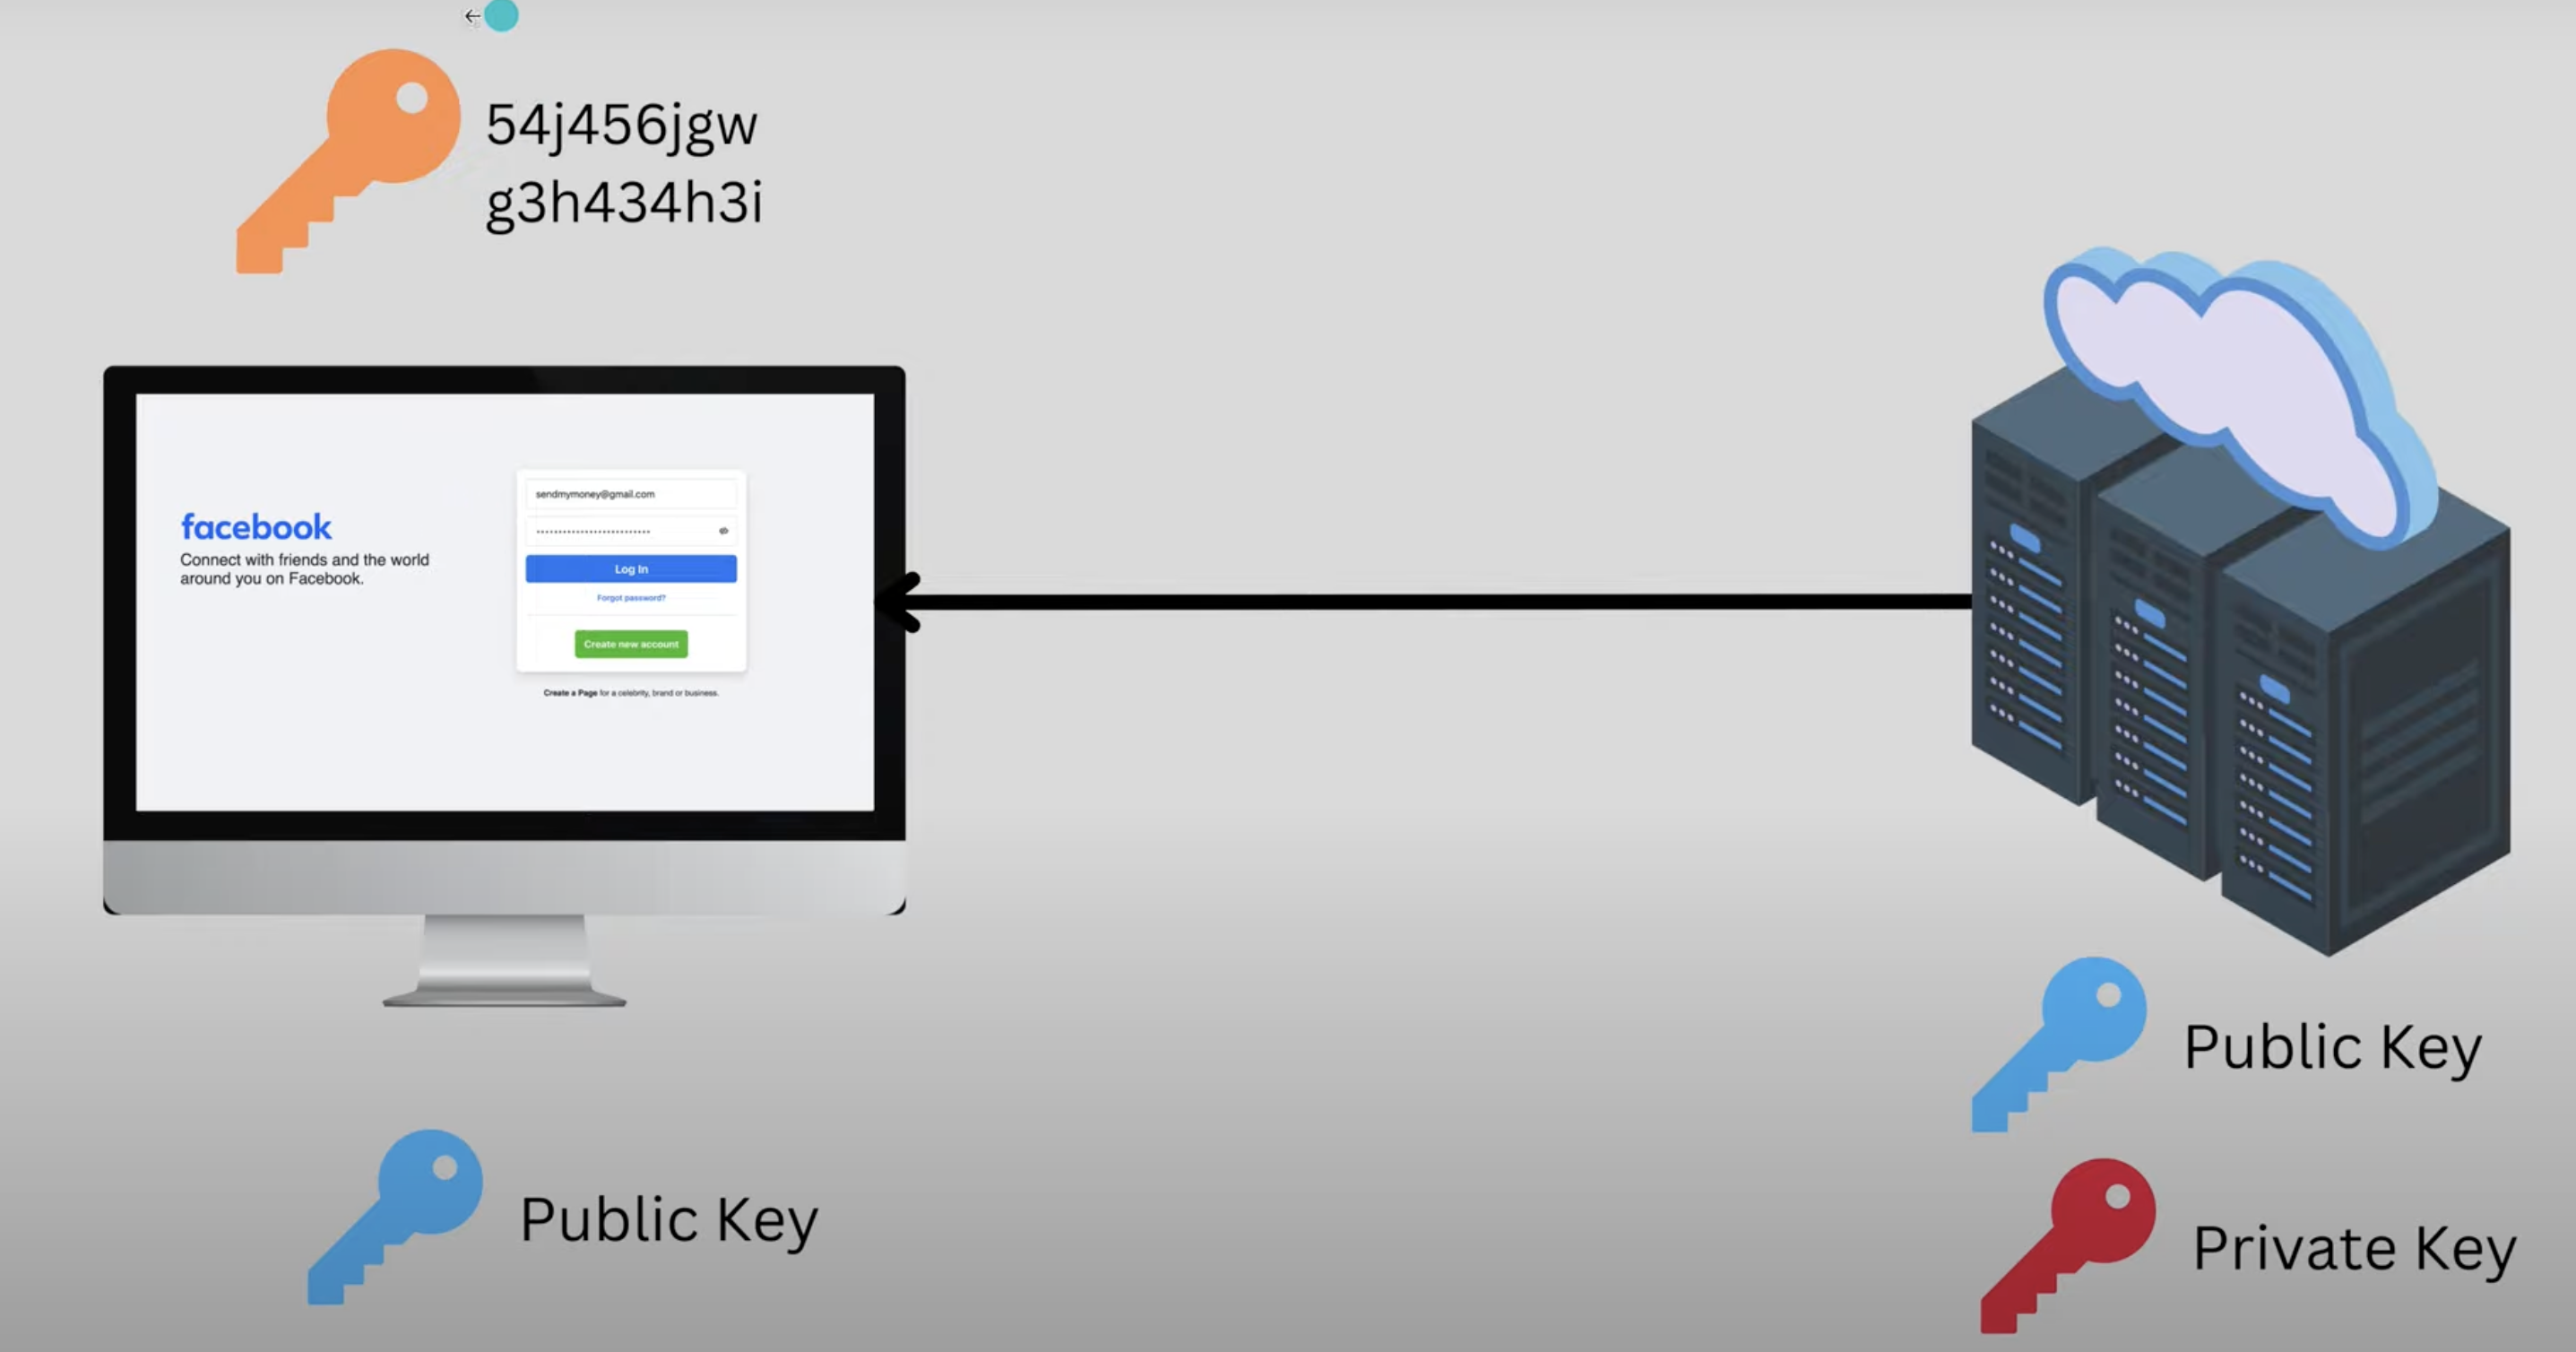 54j456jgw
g3h434h3i
facebook
Connect with friends and the world
around you on Facebook.
sendmymoney@gmail.com
Log In
Forgot password?
Create new account
Create a Page for a celebrity, brand or business.
Public Key
Public Key
Private Key